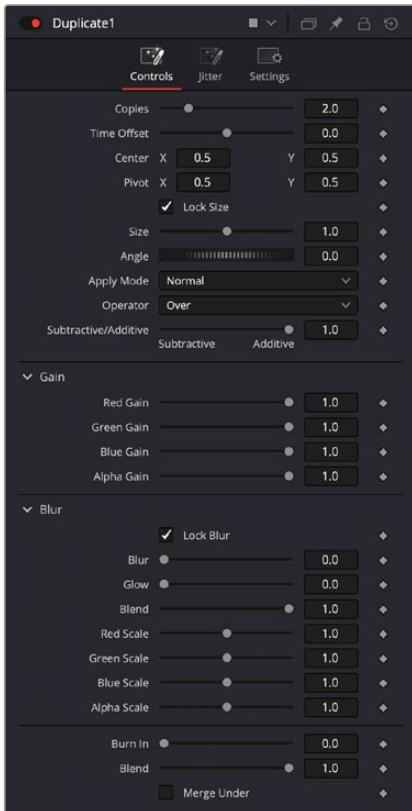 Duplicate1
Controls Jitter Settings
Copies 2.0
Time Offset 0.0
Center X 0.5 Y 0.5
Pivot X 0.5 Y 0.5
Lock Size
Size 1.0
Angle 0.0
Apply Mode Normal
Operator Over
Subtractive/Additive 1.0
Subtractive Additive
Gain
Red Gain 1.0
Green Gain 1.0
Blue Gain 1.0
Alpha Gain 1.0
Blur
Lock Blur
Blur 0.0
Glow 0.0
Blend 1.0
Red Scale 1.0
Green Scale 1.0
Blue Scale 1.0
Alpha Scale 1.0
Burn In 0.0
Blend 1.0
Merge Under